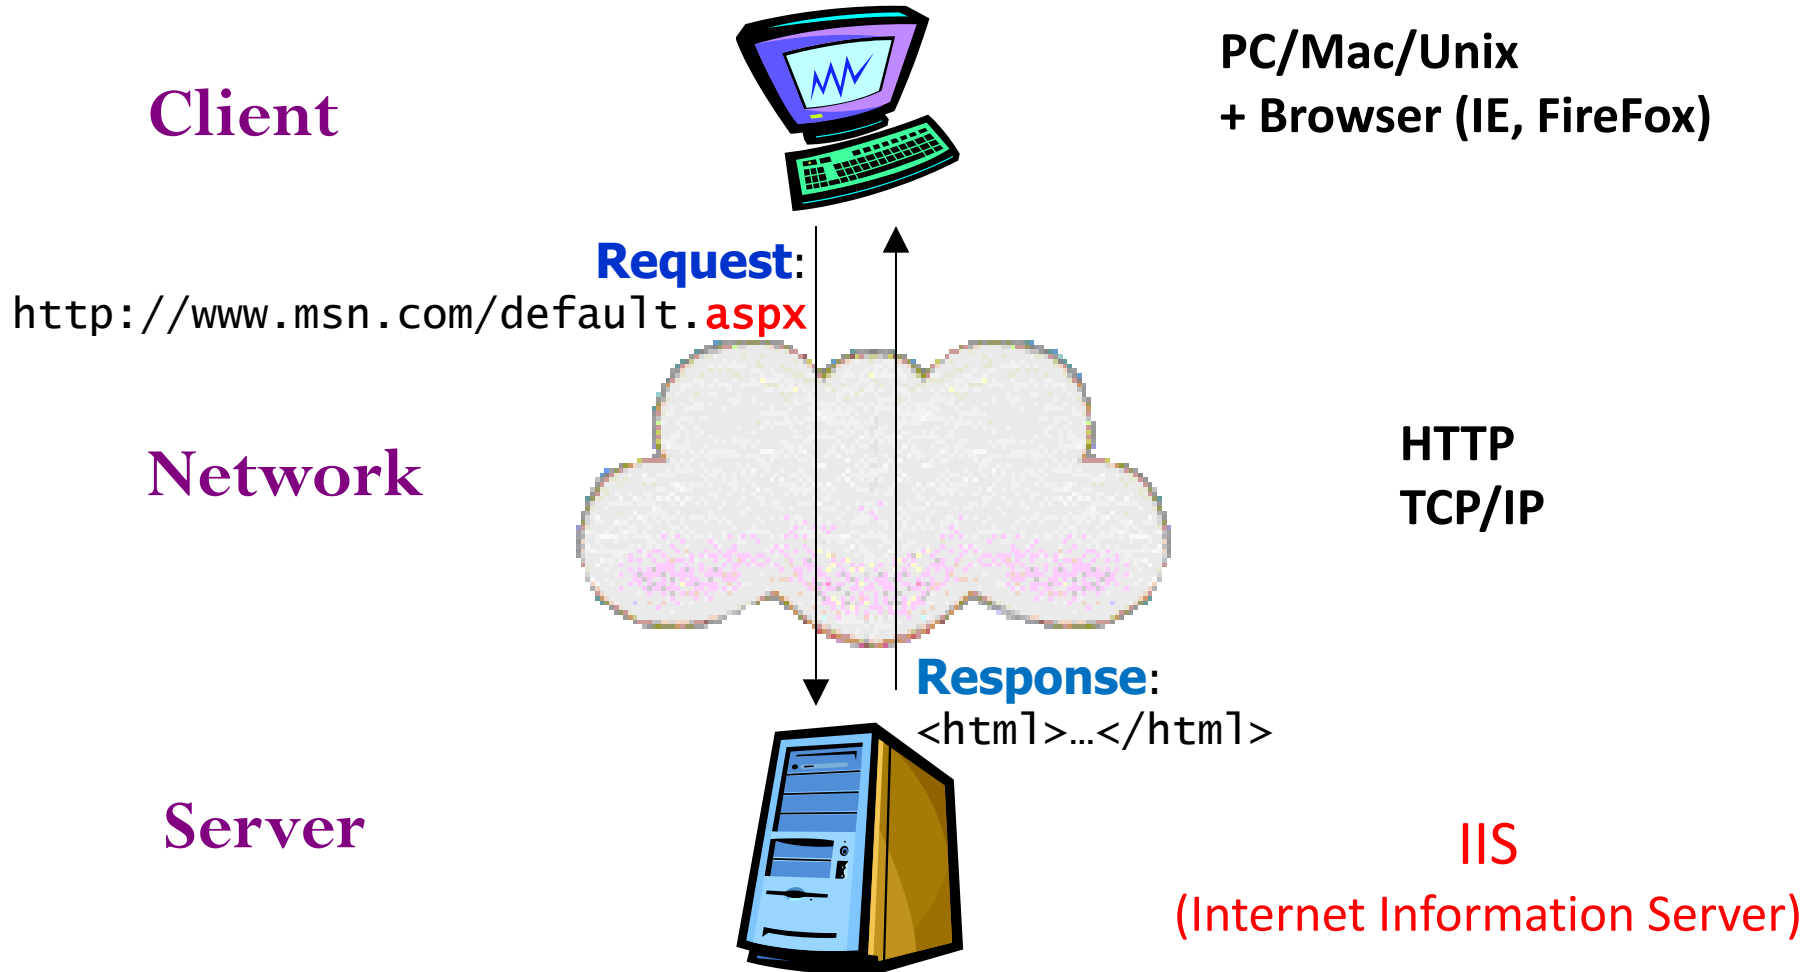 Client
PC/Mac/Unix
+ Browser (IE, FireFox)
Request:
http://www.msn.com/default.aspx
Network
HTTP
TCP/IP
Response:
<html>…</html>
Server
IIS
(Internet Information Server)